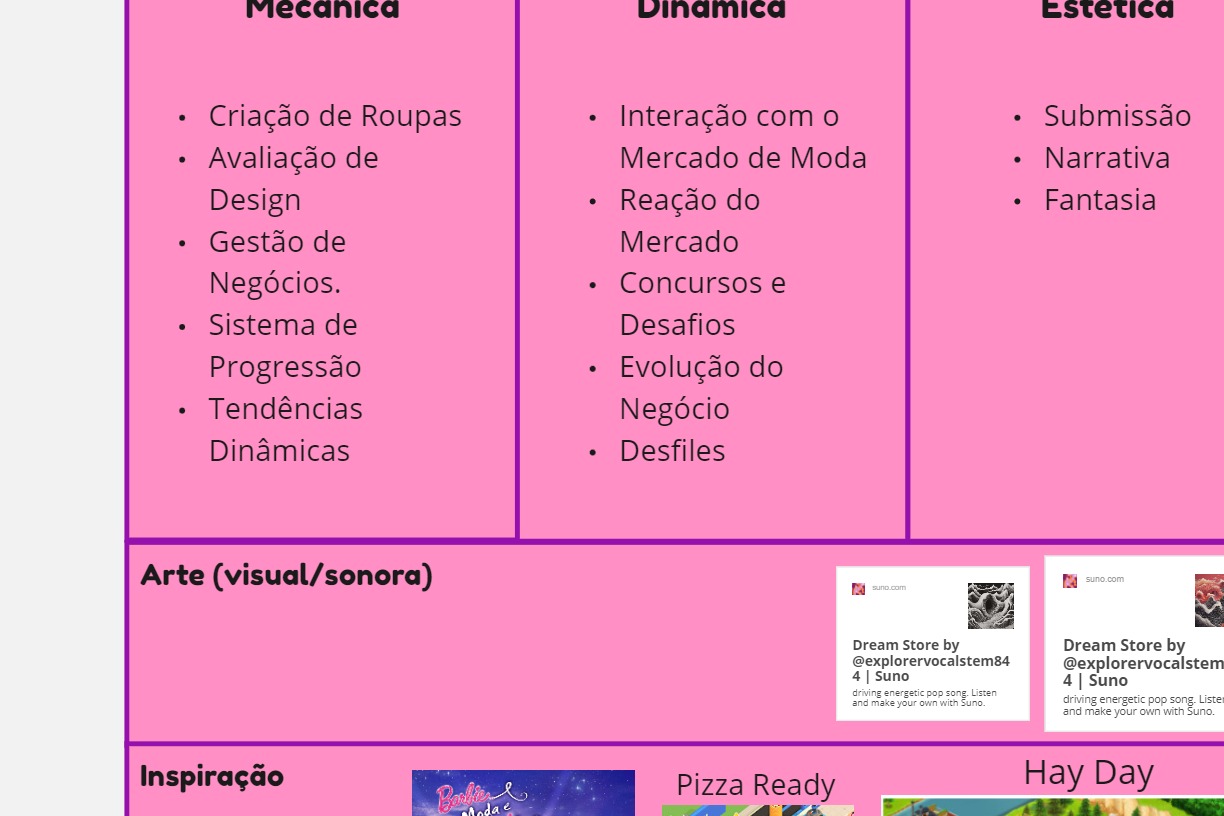 Mecânica
Dinâmica
Estética
• Criação de Roupas
• Avaliação de
Design
• Gestão de
Negócios.
• Sistema de
Progressão
• Tendências
Dinâmicas
• Interação com o
Mercado de Moda
• Reação do
Mercado
• Concursos e
Desafios
• Evolução do
Negócio
• Desfiles
• Submissão
• Narrativa
• Fantasia
Arte (visual/sonora)
suno.com
Dream Store by
@explorervocalstem84
4 | Suno
driving energetic pop song. Listen
and make your own with Suno.
suno.com
Dream Store by
@explorervocalstem
4 | Suno
driving energetic pop song. Listen
and make your own with Suno.
Inspiração
Barbie
Moda e
Pizza Ready
Hay Day